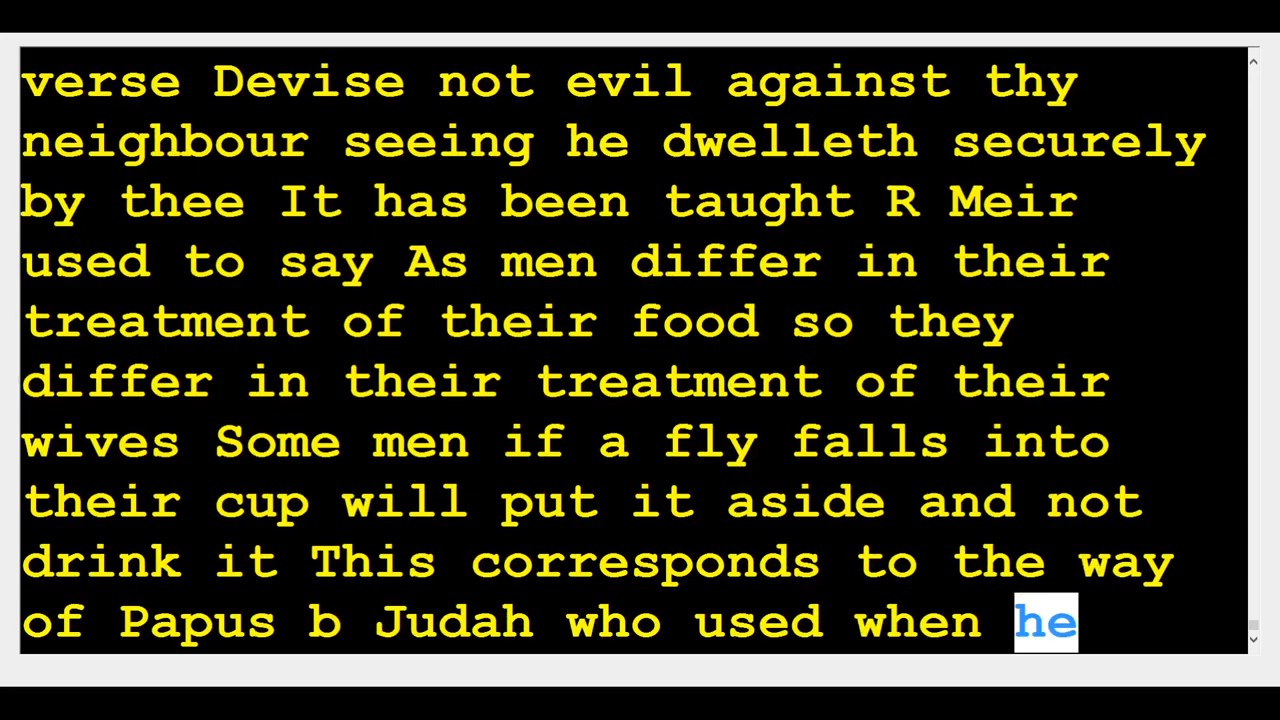 verse Devise not evil against thy
neighbour seeing he dwelleth securely
by thee It has been taught R Meir
used to say As men differ in their
treatment of their food so they
differ in their treatment of their
wives Some men if a fly falls into
their cup will put it aside and not
drink it This corresponds to the way
of Papus b Judah who used when he